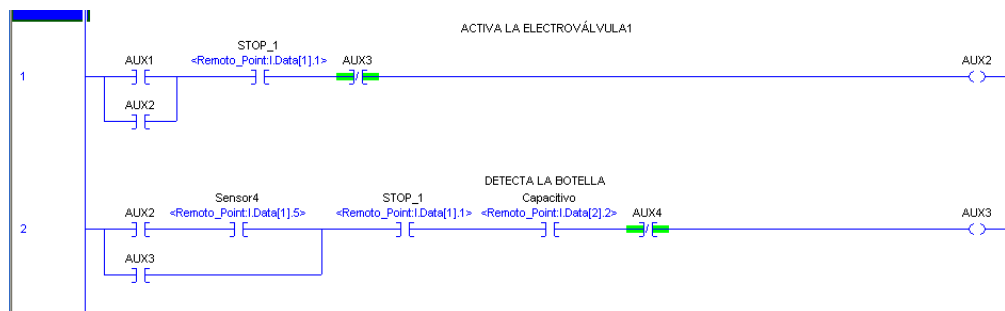 ACTIVA LA ELECTROVÁLVULA1
STOP_1
AUX1 <Remoto_Point:I.Data[1].1> AUX3 AUX2
1
AUX2
DETECTA LA BOTELLA
Sensor4 STOP_1 Capacitivo
AUX2 <Remoto_Point:I.Data[1].5> <Remoto_Point:I.Data[1].1> <Remoto_Point:I.Data[2].2> AUX4 AUX3
2
AUX3